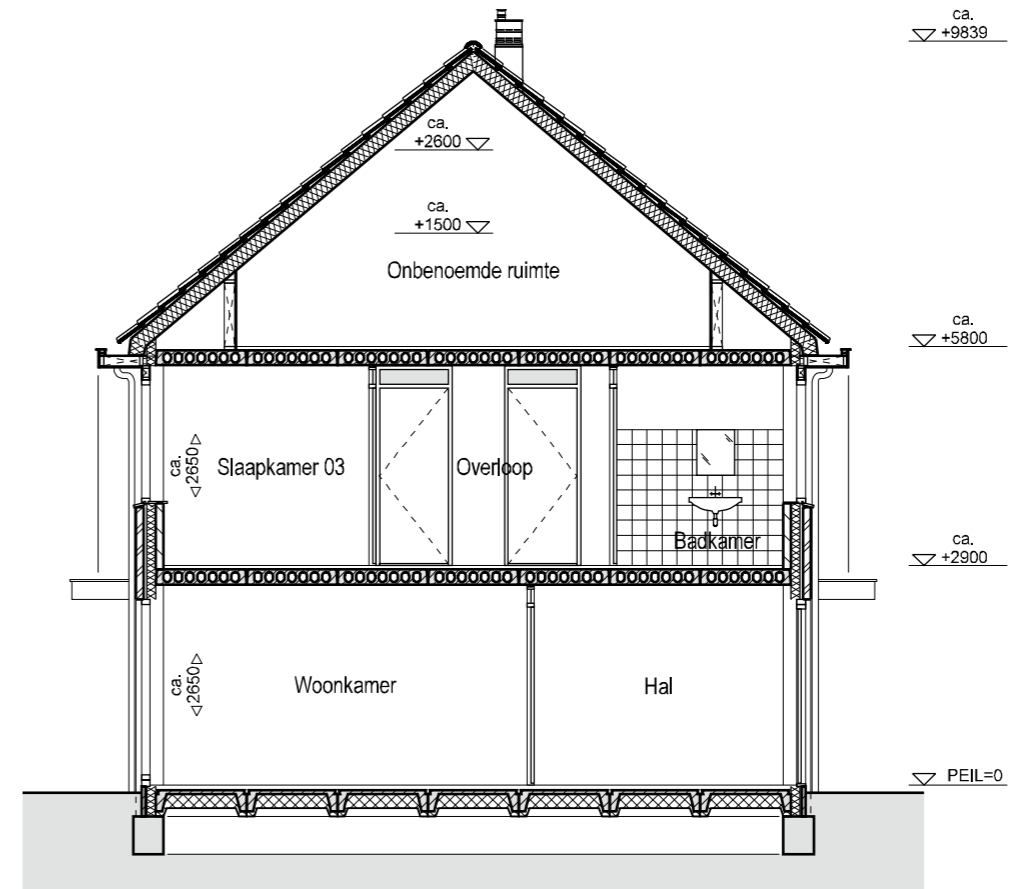 ca.
+9839
ca.
+2600
ca.
+1500
Onbenoemde ruimte
ca.
+5800
ca.
2650
Slaapkamer 03
Overloop
Badkamer
ca.
+2900
ca.
2650
Woonkamer
Hal
PEIL=0